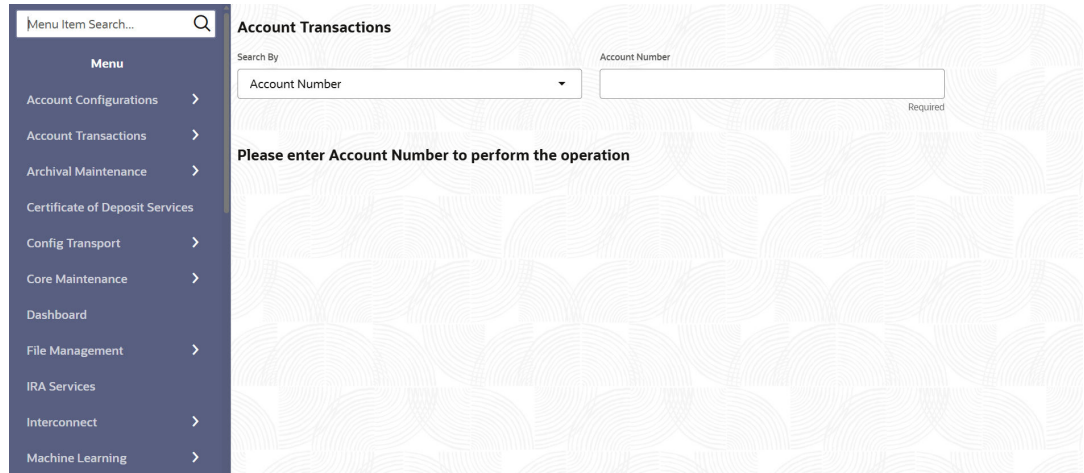 Menu Item Search...
Menu
Account Configurations
Account Transactions
Archival Maintenance
Certificate of Deposit Services
Config Transport
Core Maintenance
Dashboard
File Management
IRA Services
Interconnect
Machine Learning
Account Transactions
Search By
Account Number
Account Number
Required
Please enter Account Number to perform the operation